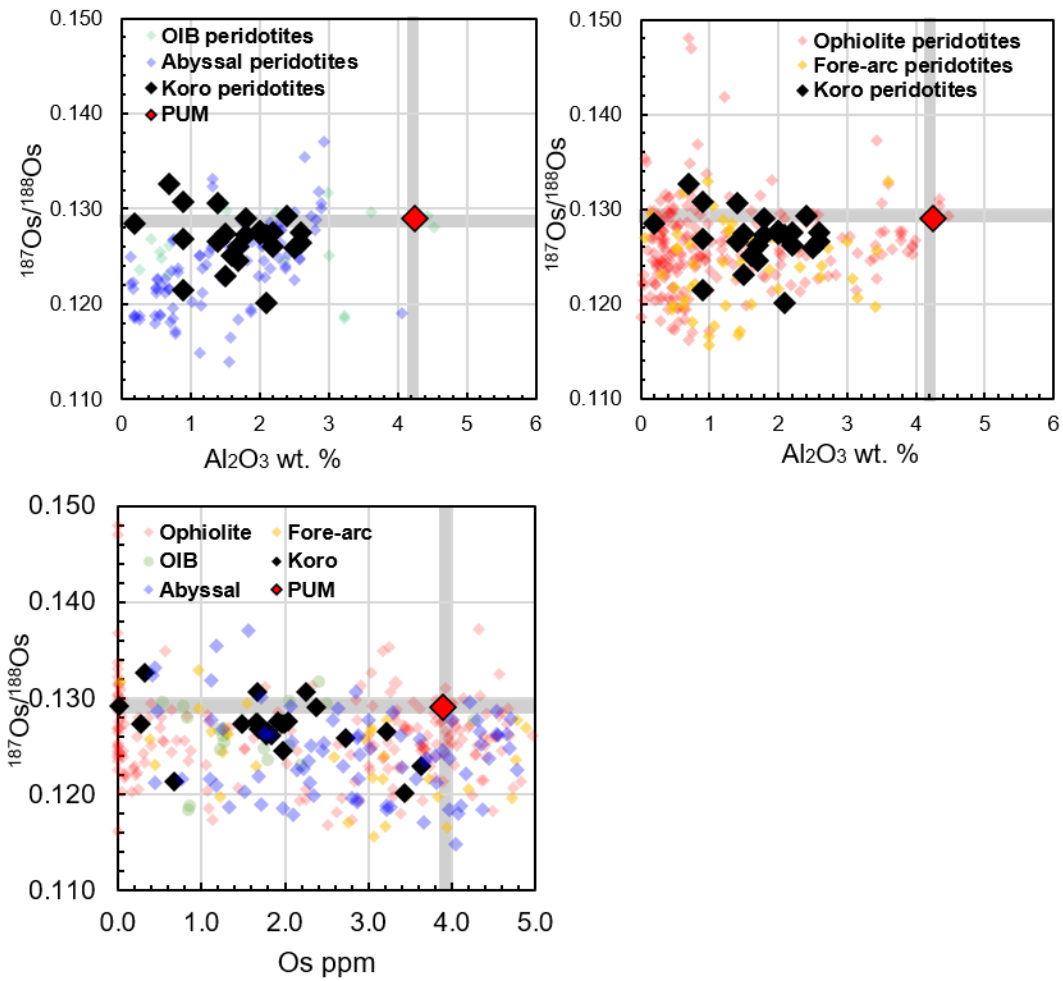 0.150
0.140
0.130
0.120
0.110
187Os/188Os
OIB peridotites
Abyssal peridotites
Koro peridotites
PUM
0 1 2 3 4 5 6
Al2O3 wt. %
0.150
0.140
0.130
0.120
0.110
187Os/188Os
Ophiolite peridotites
Fore-arc peridotites
Koro peridotites
0 1 2 3 4 5 6
Al2O3 wt. %
0.150
0.140
0.130
0.120
0.110
187Os/188Os
Ophiolite Fore-arc
OIB Koro
Abyssal PUM
0.0 1.0 2.0 3.0 4.0 5.0
Os ppm